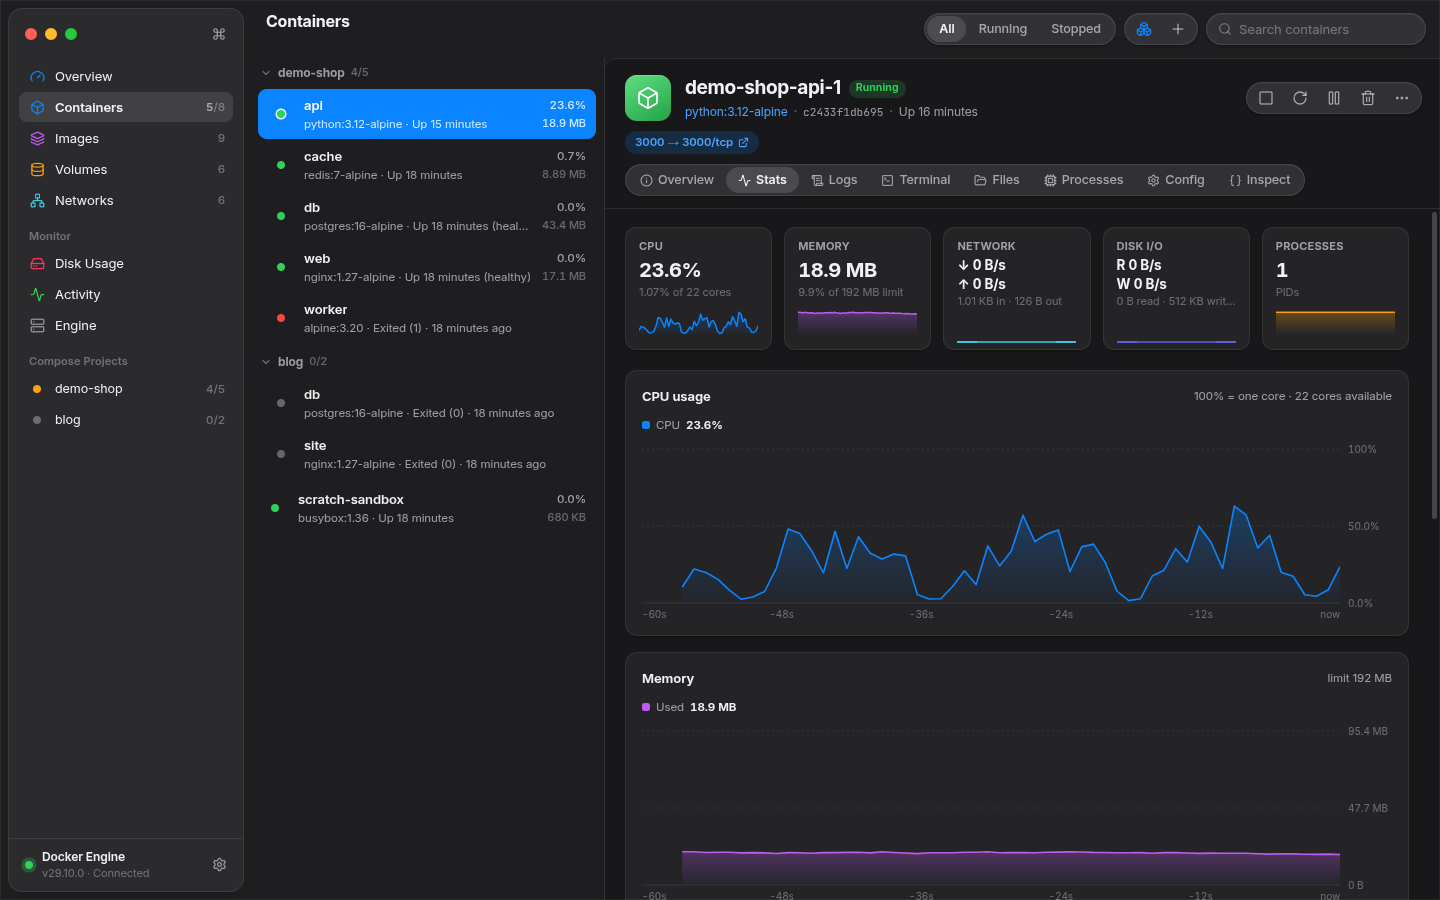 ⌘
Overview
Containers 5/8
Images 9
Volumes 6
Networks 6
Monitor
Disk Usage
Activity
Engine
Compose Projects
demo-shop 4/5
blog 0/2
Docker Engine
v29.10.0 · Connected
Containers
All Running Stopped
Search containers
demo-shop 4/5
api 23.6%
python:3.12-alpine · Up 15 minutes 18.9 MB
cache 0.7%
redis:7-alpine · Up 18 minutes 8.89 MB
db 0.0%
postgres:16-alpine · Up 18 minutes (heal... 43.4 MB
web 0.0%
nginx:1.27-alpine · Up 18 minutes (healthy) 17.1 MB
worker
alpine:3.20 · Exited (1) · 18 minutes ago
blog 0/2
db
postgres:16-alpine · Exited (0) · 18 minutes ago
site
nginx:1.27-alpine · Exited (0) · 18 minutes ago
scratch-sandbox 0.0%
busybox:1.36 · Up 18 minutes 680 KB
demo-shop-api-1 Running
python:3.12-alpine · c2433f1db695 · Up 16 minutes
3000 → 3000/tcp
Overview Stats Logs Terminal Files Processes Config Inspect
CPU
23.6%
1.07% of 22 cores
MEMORY
18.9 MB
9.9% of 192 MB limit
NETWORK
↓ 0 B/s
↑ 0 B/s
1.01 KB in · 126 B out
DISK I/O
R 0 B/s
W 0 B/s
0 B read · 512 KB writ...
PROCESSES
1
PIDs
CPU usage 100% = one core · 22 cores available
CPU 23.6%
100%
50.0%
0.0%
-60s -48s -36s -24s -12s now
Memory limit 192 MB
Used 18.9 MB
95.4 MB
47.7 MB
0 B
-60s -48s -36s -24s -12s now